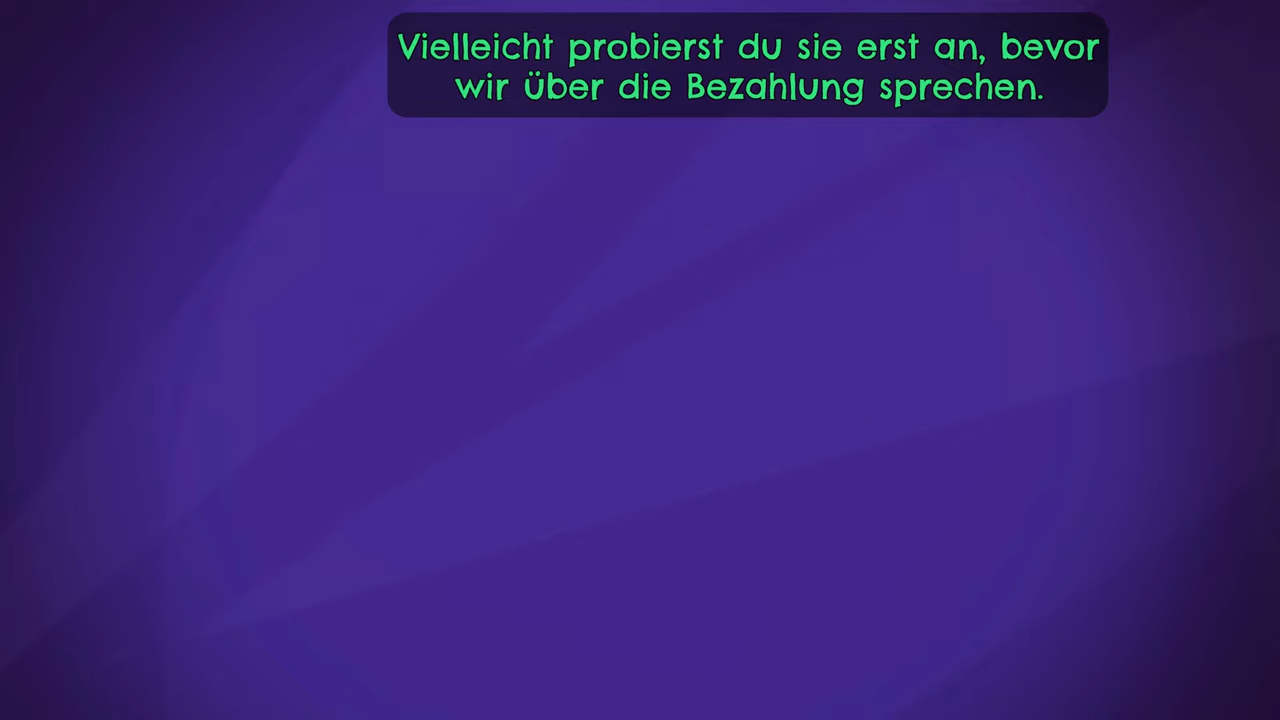 Vielleicht probierst du sie erst an, bevor
wir über die Bezahlung sprechen.